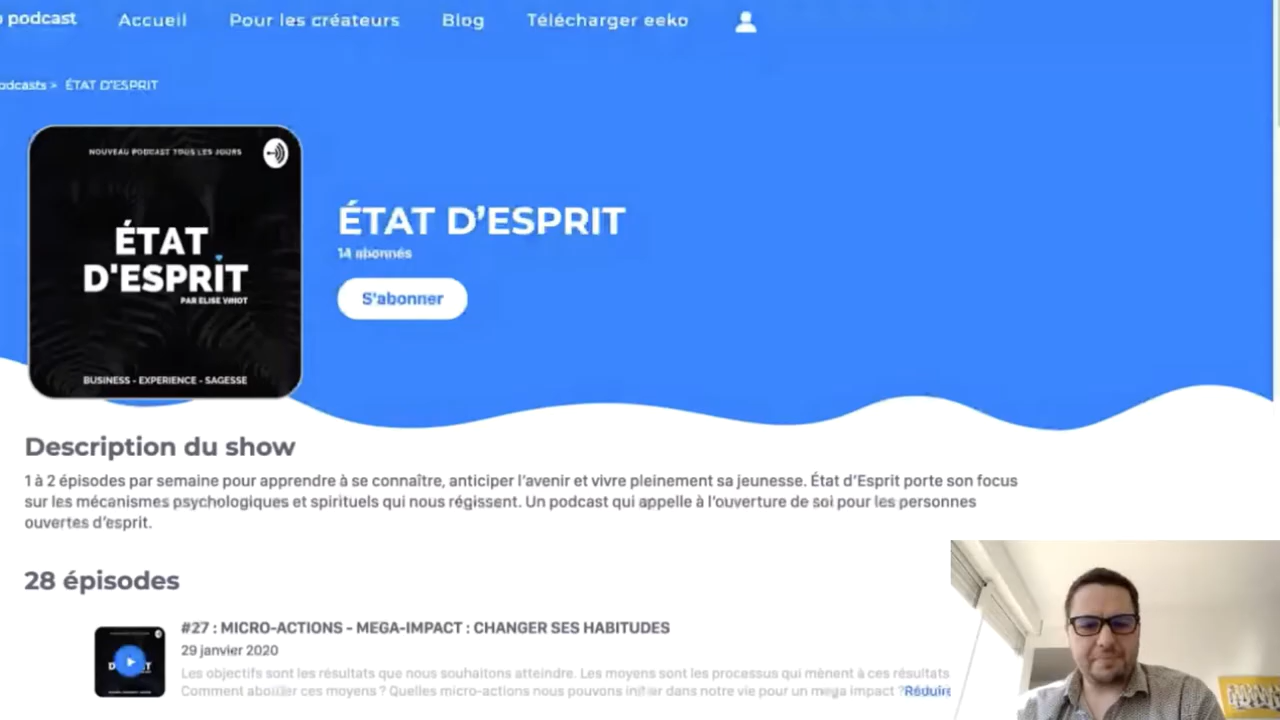 podcast Accueil Pour les créateurs Blog Télécharger eeko
odcasts > ÉTAT D'ESPRIT
NOUVEAU PODCAST TOUS LES JOURS
ÉTAT
D'ESPRIT
PAR ELISE
BUSINESS - EXPERIENCE - SAGESSE
ÉTAT D'ESPRIT
14 abonnés
S'abonner
Description du show
1 à 2 épisodes par semaine pour apprendre à se connaître, anticiper l'avenir et vivre pleinement sa jeunesse. État d'Esprit porte son focus
sur les mécanismes psychologiques et spirituels qui nous régissent. Un podcast qui appelle à l'ouverture de soi pour les personnes
ouvertes d'esprit.
28 épisodes
#27 : MICRO-ACTIONS - MEGA-IMPACT : CHANGER SES HABITUDES
29 janvier 2020
Les objectifs sont les résultats que nous souhaitons atteindre. Les moyens sont les processus qui mènent à ces résultats
Comment ces moyens ? Quelles micro-actions nous pouvons dans notre vie pour un mega impact ? Réduire